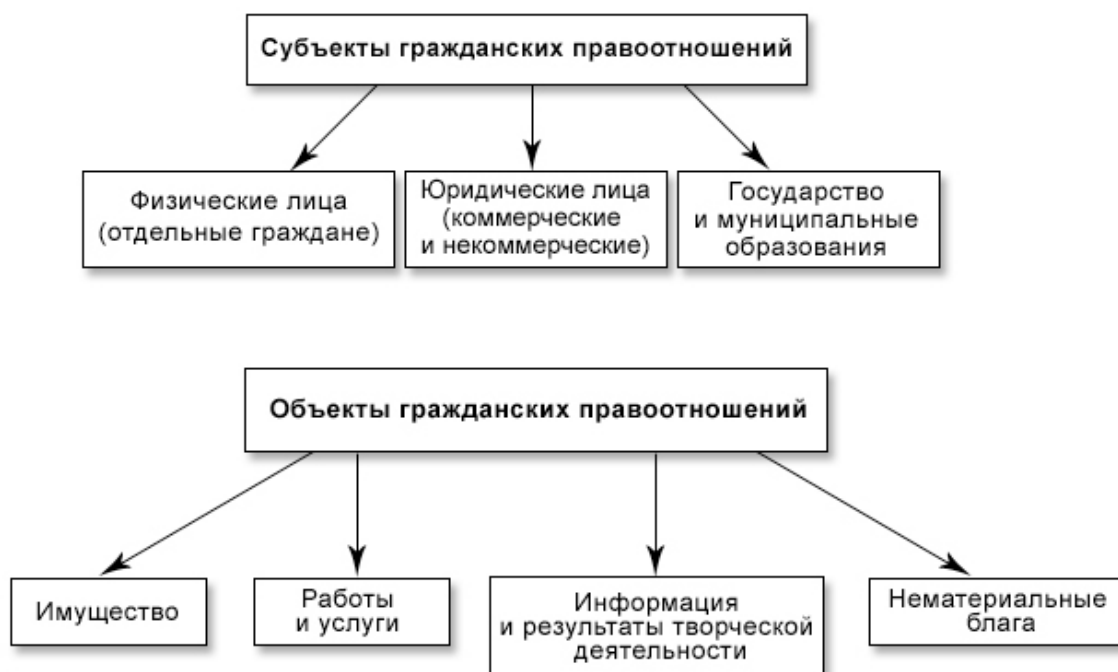 Субъекты гражданских правоотношений
Физические лица
(отдельные граждане)
Юридические лица
(коммерческие
и некоммерческие)
Государство
и муниципальные
образования
Объекты гражданских правоотношений
Имущество
Работы
и услуги
Информация
и результаты творческой
деятельности
Нематериальные
блага